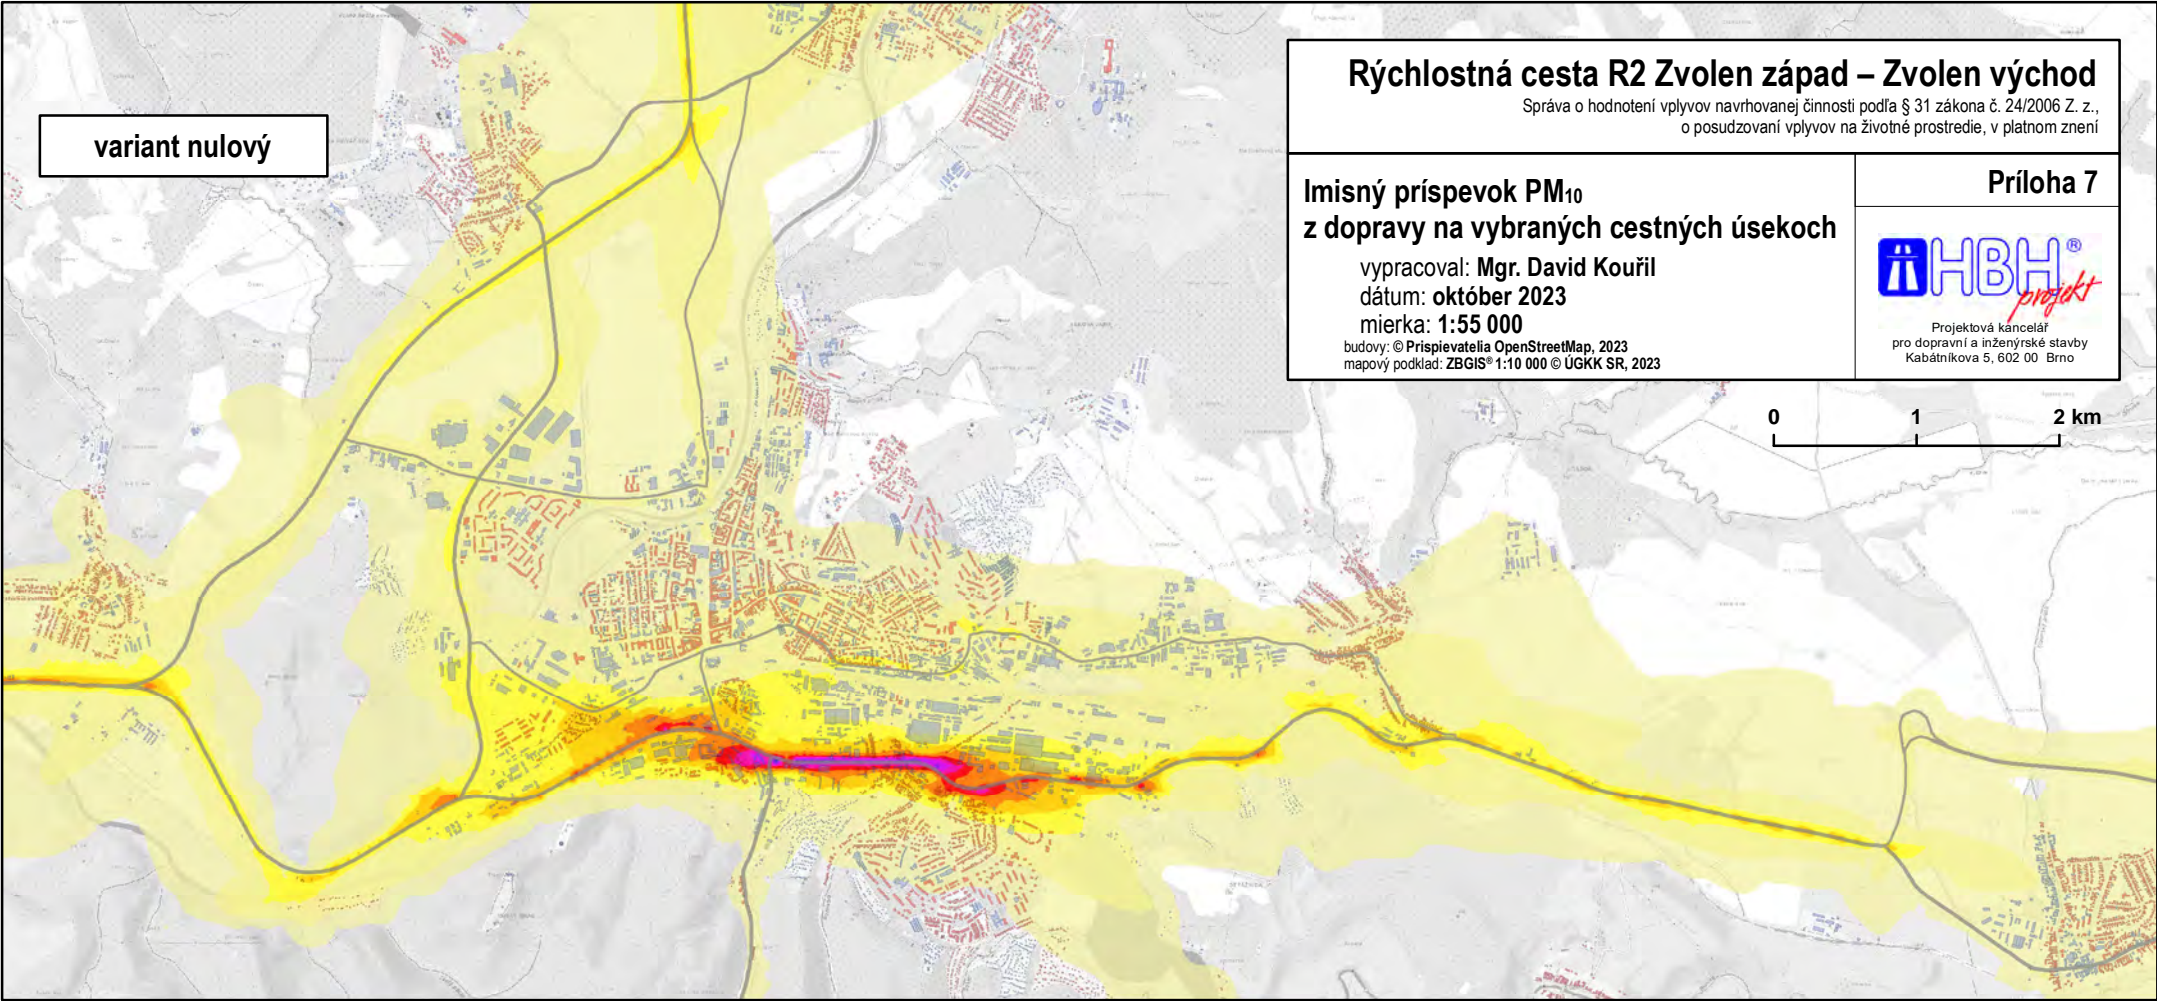 variant nulový
Rýchlostná cesta R2 Zvolen západ – Zvolen východ
Správa o hodnotení vplyvov navrhovanej činnosti podľa § 31 zákona č. 24/2006 Z. z.,
o posudzovaní vplyvov na životné prostredie, v platnom znení
Imisný príspevok PM10
z dopravy na vybraných cestných úsekoch
vypracoval: Mgr. David Kouřil
dátum: október 2023
mierka: 1:55 000
budovy: © Prispievatelia OpenStreetMap, 2023
mapový podklad: ZBGIS® 1:10 000 © ÚGKK SR, 2023
Príloha 7
HBH®
projekt
Projektová kancelář
pro dopravní a inženýrské stavby
Kabátníkova 5, 602 00 Brno
0 1 2 km